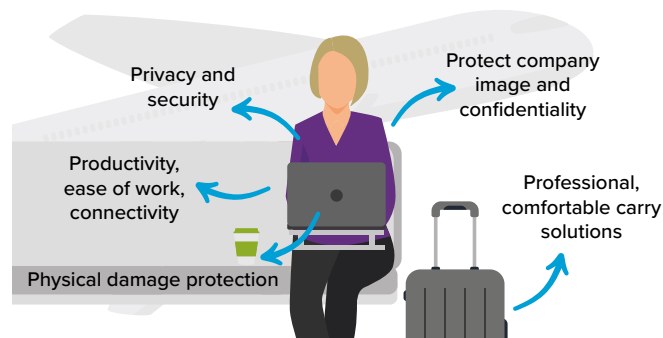 Privacy and
security
Protect company
image and
confidentiality
Productivity,
ease of work,
connectivity
Professional,
comfortable carry
solutions
Physical damage protection